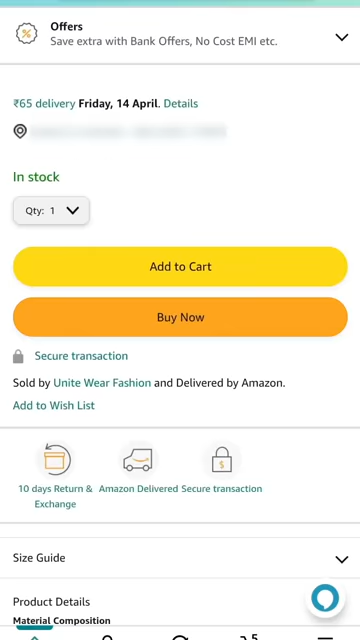 Offers
Save extra with Bank Offers, No Cost EMI etc.
₹65 delivery Friday, 14 April. Details
In stock
Qty: 1
Add to Cart
Buy Now
Secure transaction
Sold by Unite Wear Fashion and Delivered by Amazon.
Add to Wish List
10 days Return & Exchange
Amazon Delivered
Secure transaction
Size Guide
Product Details
Material Composition
5